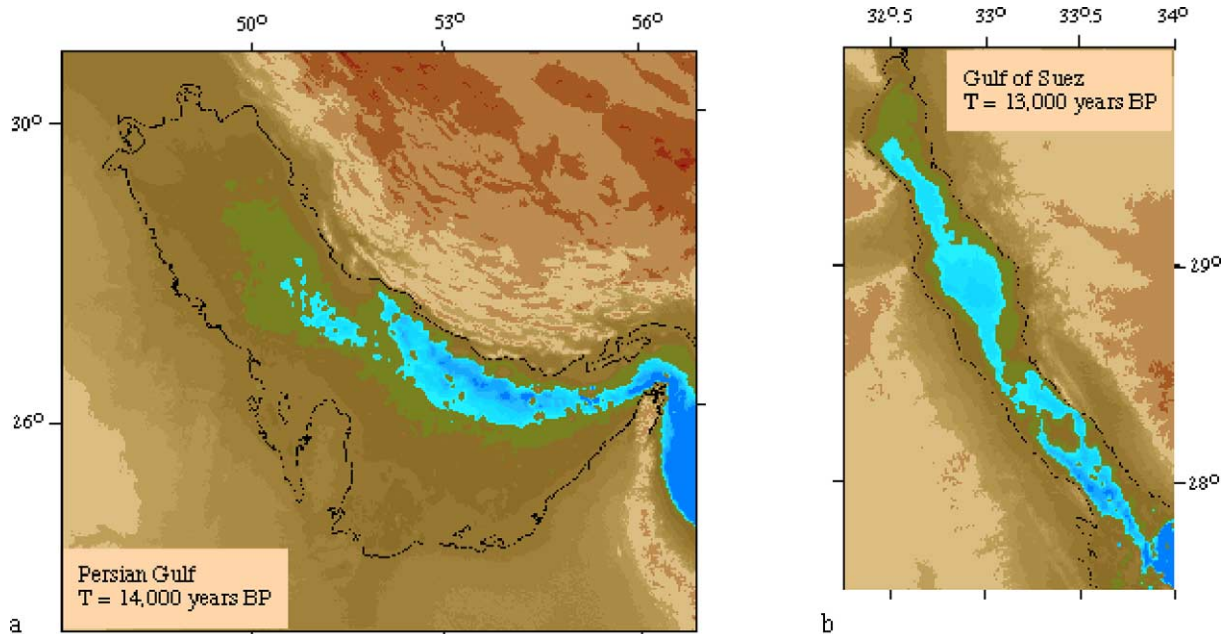 50° 53° 56°
30°
26°
Persian Gulf
T = 14,000 years BP
a
32°.5 33° 33°.5 34°
Gulf of Suez
T = 13,000 years BP
29°
28°
b